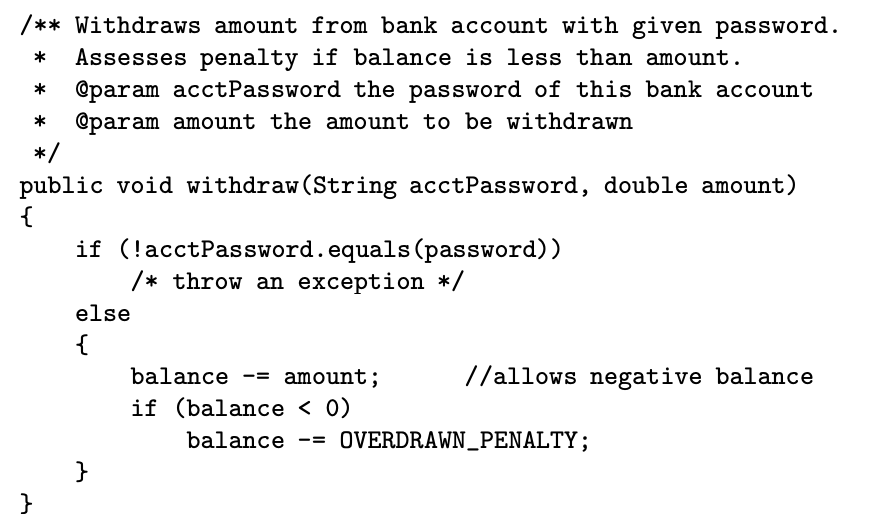 /** Withdraws amount from bank account with given password.
 *  Assesses penalty if balance is less than amount.
 *  @param acctPassword the password of this bank account
 *  @param amount the amount to be withdrawn
 */
public void withdraw(String acctPassword, double amount)
{
    if (!acctPassword.equals(password))
        /* throw an exception */
    else
    {
        balance -= amount;      //allows negative balance
        if (balance < 0)
            balance -= OVERDRAWN_PENALTY;
    }
}